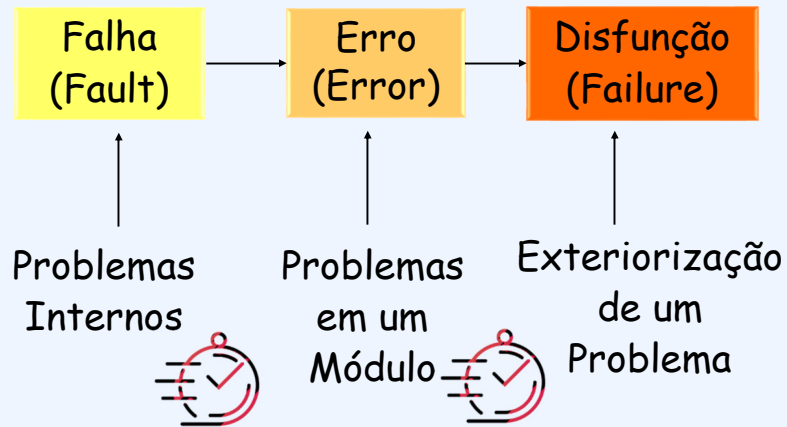 Falha
(Fault)
Erro
(Error)
Disfunção
(Failure)
Problemas
Internos
Problemas
em um
Módulo
Exteriorização
de um
Problema